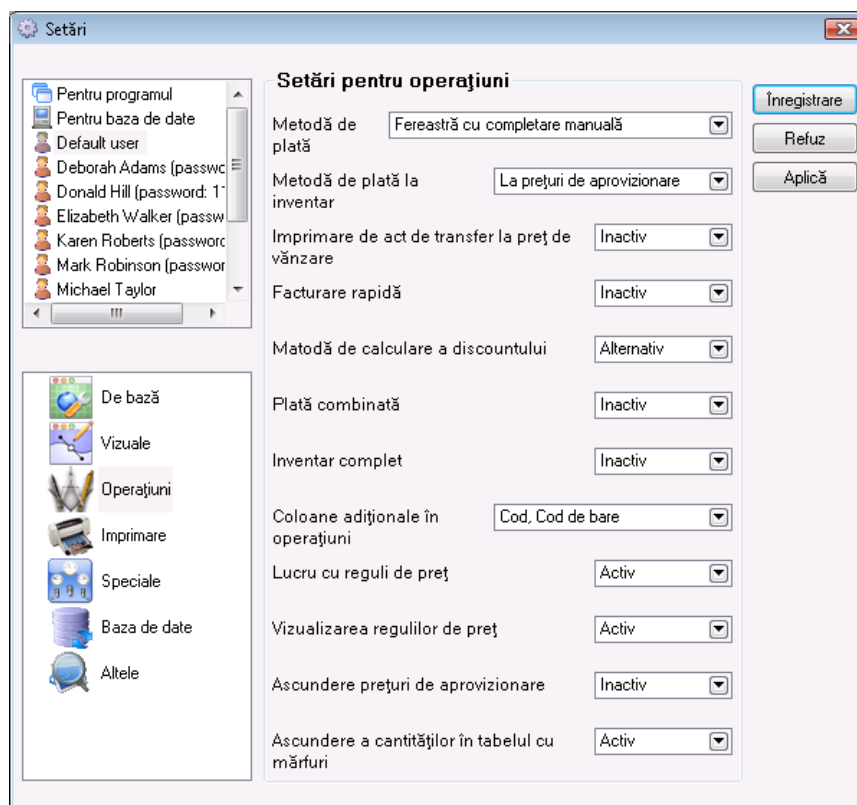 Setări
Pentru programul
Pentru baza de date
Default user
Deborah Adams (passwc
Donald Hill (password: 1
Elizabeth Walker (passw
Karen Roberts (password
Mark Robinson (passwor
Michael Taylor
De bază
Vizuale
Operaţiuni
Imprimare
Speciale
Baza de date
Altele
Setări pentru operaţiuni
Metodă de plată
Fereastră cu completare manuală
Metodă de plată la inventar
La preţuri de aprovizionare
Imprimare de act de transfer la preţ de vănzare
Inactiv
Facturare rapidă
Inactiv
Matodă de calculare a discountului
Alternativ
Plată combinată
Inactiv
Inventar complet
Inactiv
Coloane adiţionale în operaţiuni
Cod, Cod de bare
Lucru cu reguli de preţ
Activ
Vizualizarea regulilor de preţ
Activ
Ascundere preţuri de aprovizionare
Inactiv
Ascundere a cantităţilor în tabelul cu mărfuri
Activ
Înregistrare
Refuz
Aplică